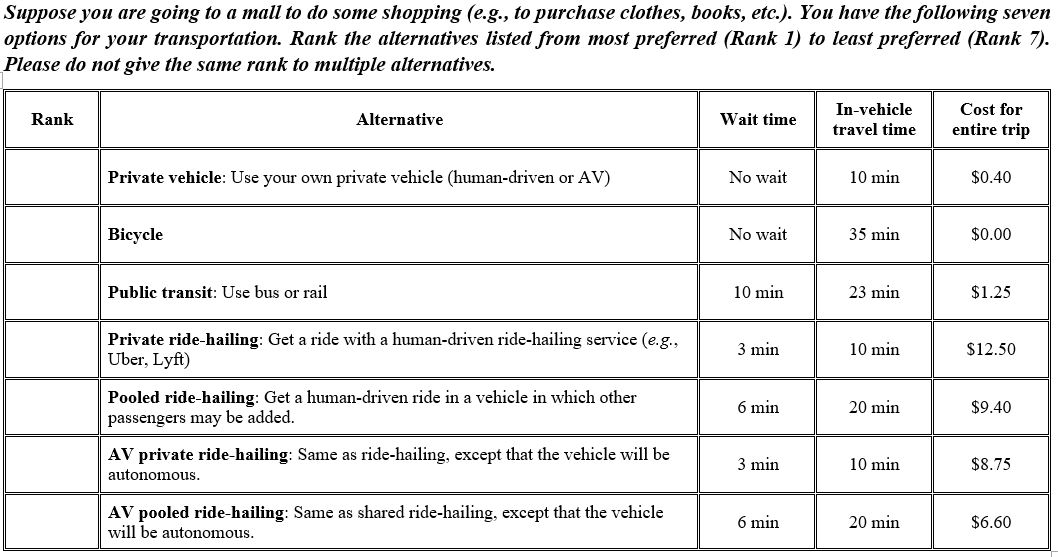 Suppose you are going to a mall to do some shopping (e.g., to purchase clothes, books, etc.). You have the following seven
options for your transportation. Rank the alternatives listed from most preferred (Rank 1) to least preferred (Rank 7).
Please do not give the same rank to multiple alternatives.
Rank Alternative Wait time In-vehicle travel time Cost for entire trip
Private vehicle: Use your own private vehicle (human-driven or AV) No wait 10 min $0.40
Bicycle No wait 35 min $0.00
Public transit: Use bus or rail 10 min 23 min $1.25
Private ride-hailing: Get a ride with a human-driven ride-hailing service (e.g.,
Uber, Lyft) 3 min 10 min $12.50
Pooled ride-hailing: Get a human-driven ride in a vehicle in which other
passengers may be added. 6 min 20 min $9.40
AV private ride-hailing: Same as ride-hailing, except that the vehicle will be
autonomous. 3 min 10 min $8.75
AV pooled ride-hailing: Same as shared ride-hailing, except that the vehicle
will be autonomous. 6 min 20 min $6.60